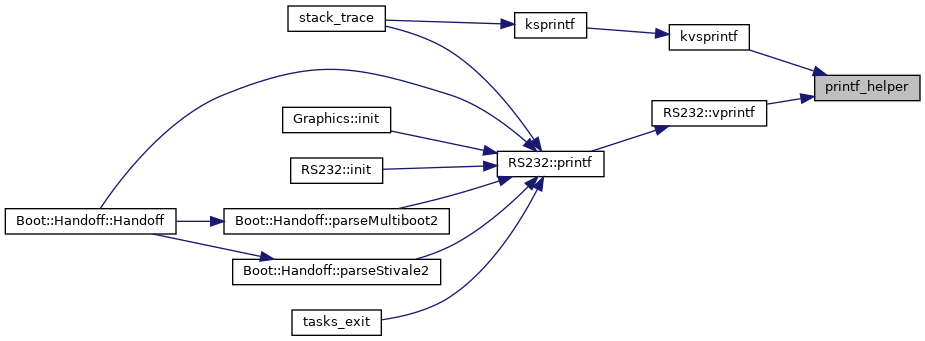 stack_trace
ksprintf
kvsprintf
printf_helper
RS232::vprintf
Graphics::init
RS232::printf
RS232::init
Boot::Handoff::Handoff
Boot::Handoff::parseMultiboot2
Boot::Handoff::parseStivale2
tasks_exit